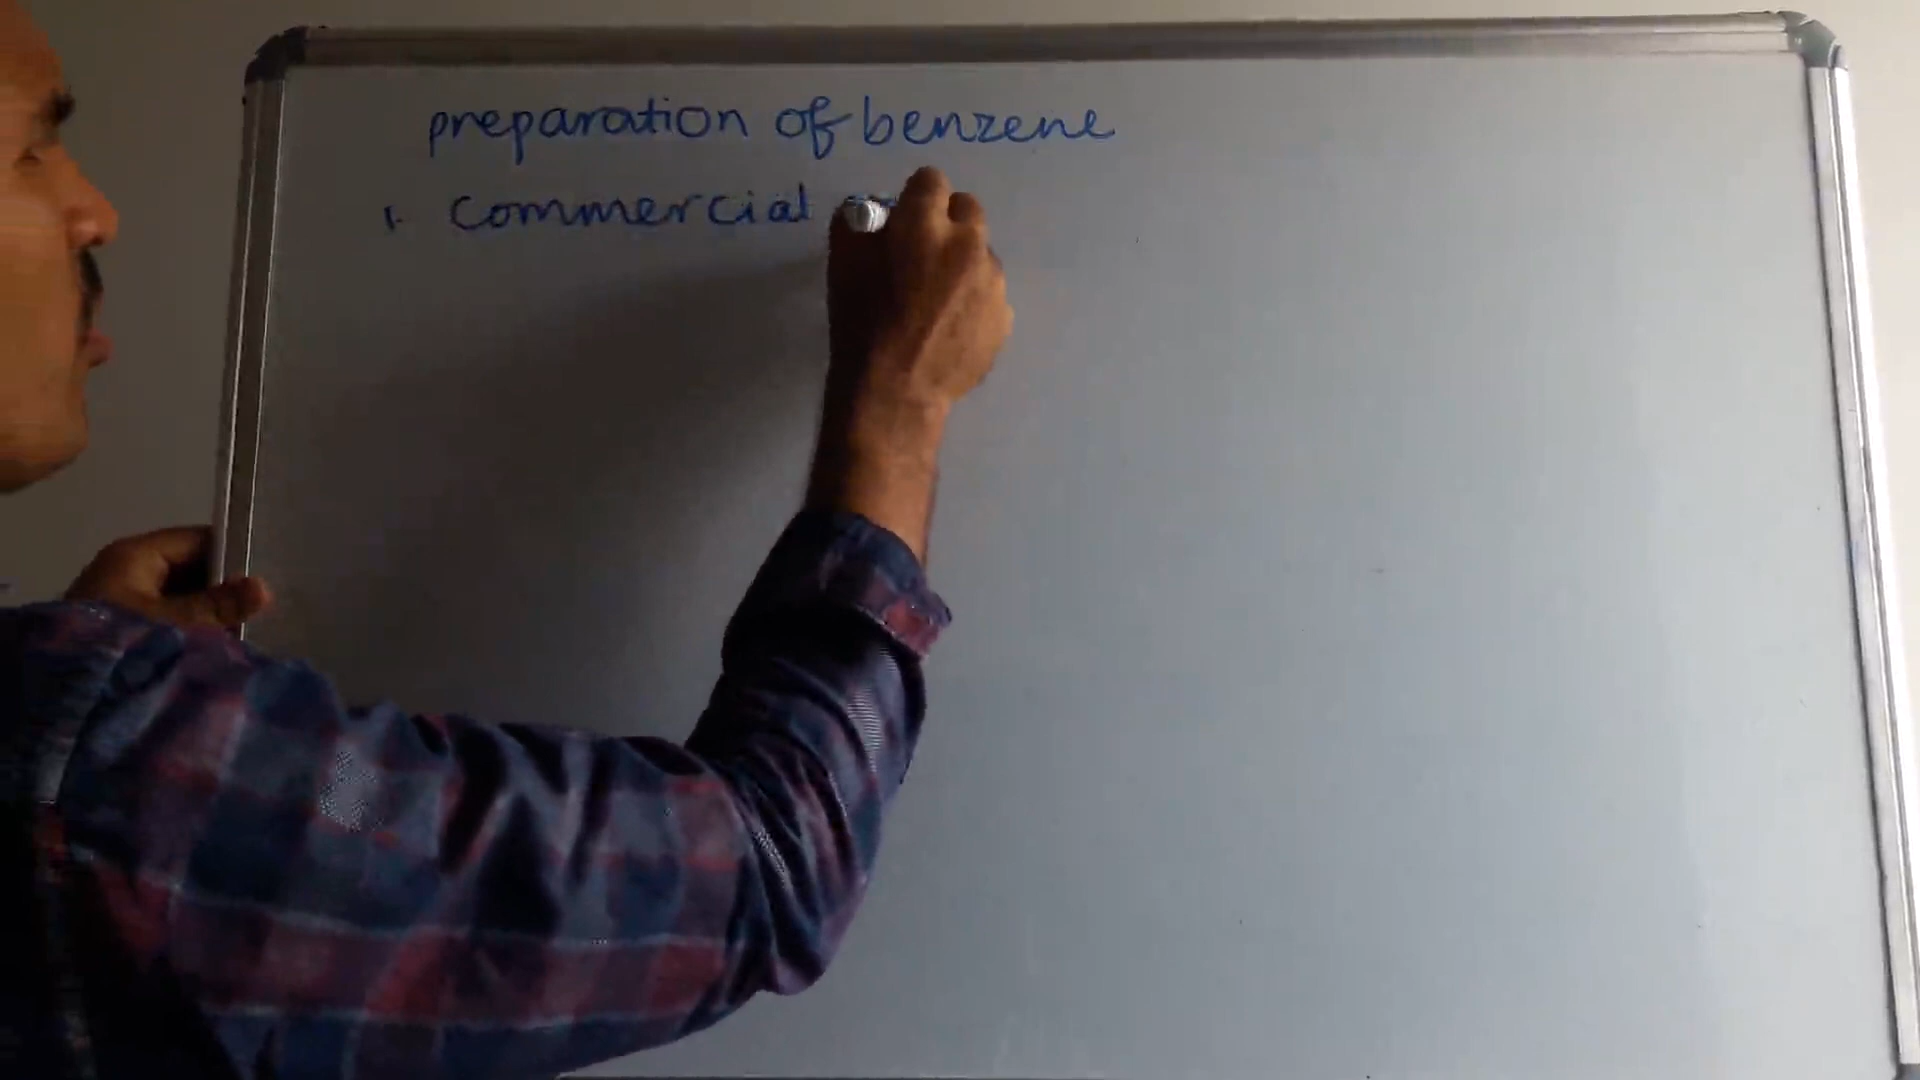 preparation of benzene
1. commercial